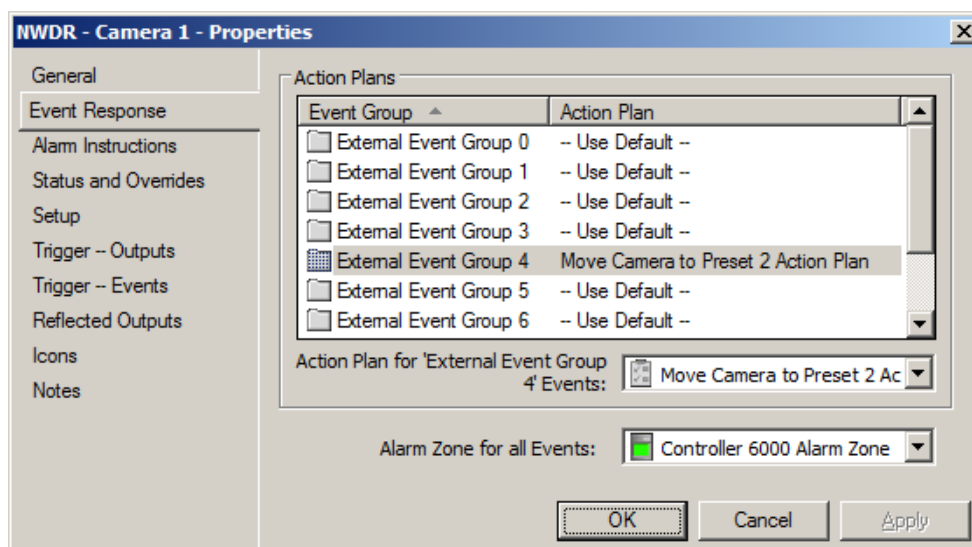 NWDR - Camera 1 - Properties
General
Event Response
Alarm Instructions
Status and Overrides
Setup
Trigger -- Outputs
Trigger -- Events
Reflected Outputs
Icons
Notes
Action Plans
Event Group Action Plan
External Event Group 0 -- Use Default --
External Event Group 1 -- Use Default --
External Event Group 2 -- Use Default --
External Event Group 3 -- Use Default --
External Event Group 4 Move Camera to Preset 2 Action Plan
External Event Group 5 -- Use Default --
External Event Group 6 -- Use Default --
Action Plan for 'External Event Group
4' Events: Move Camera to Preset 2 Ac
Alarm Zone for all Events: Controller 6000 Alarm Zone
OK Cancel Apply